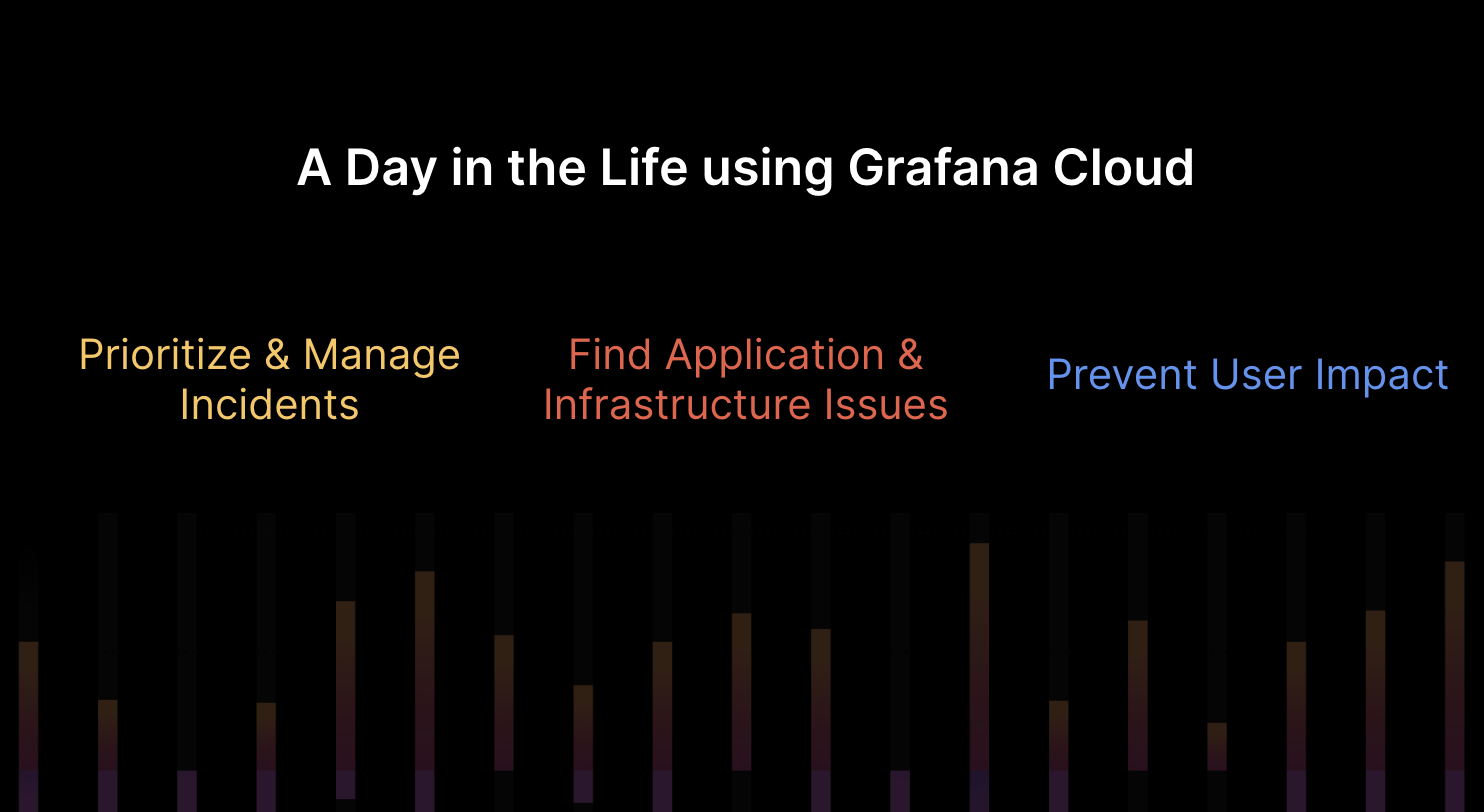 A Day in the Life using Grafana Cloud
Prioritize & Manage
Incidents
Find Application &
Infrastructure Issues
Prevent User Impact